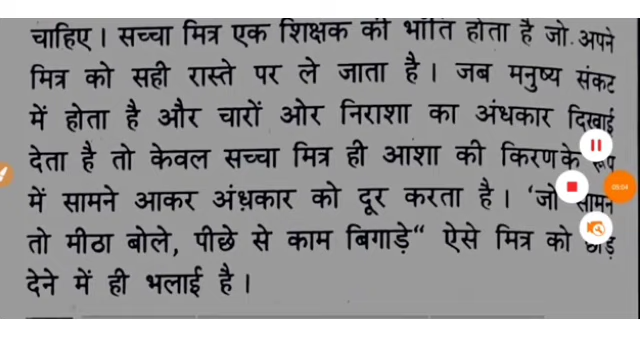 चाहिए। सच्चा मित्र एक शिक्षक की भाँति होता है जो अपने
मित्र को सही रास्ते पर ले जाता है। जब मनुष्य संकट
में होता है और चारों ओर निराशा का अंधकार दिखाई
देता है तो केवल सच्चा मित्र ही आशा की किरण के रूप
में सामने आकर अंधकार को दूर करता है। 'जो सामने
तो मीठा बोले, पीछे से काम बिगाड़े“ ऐसे मित्र को छोड़
देने में ही भलाई है।